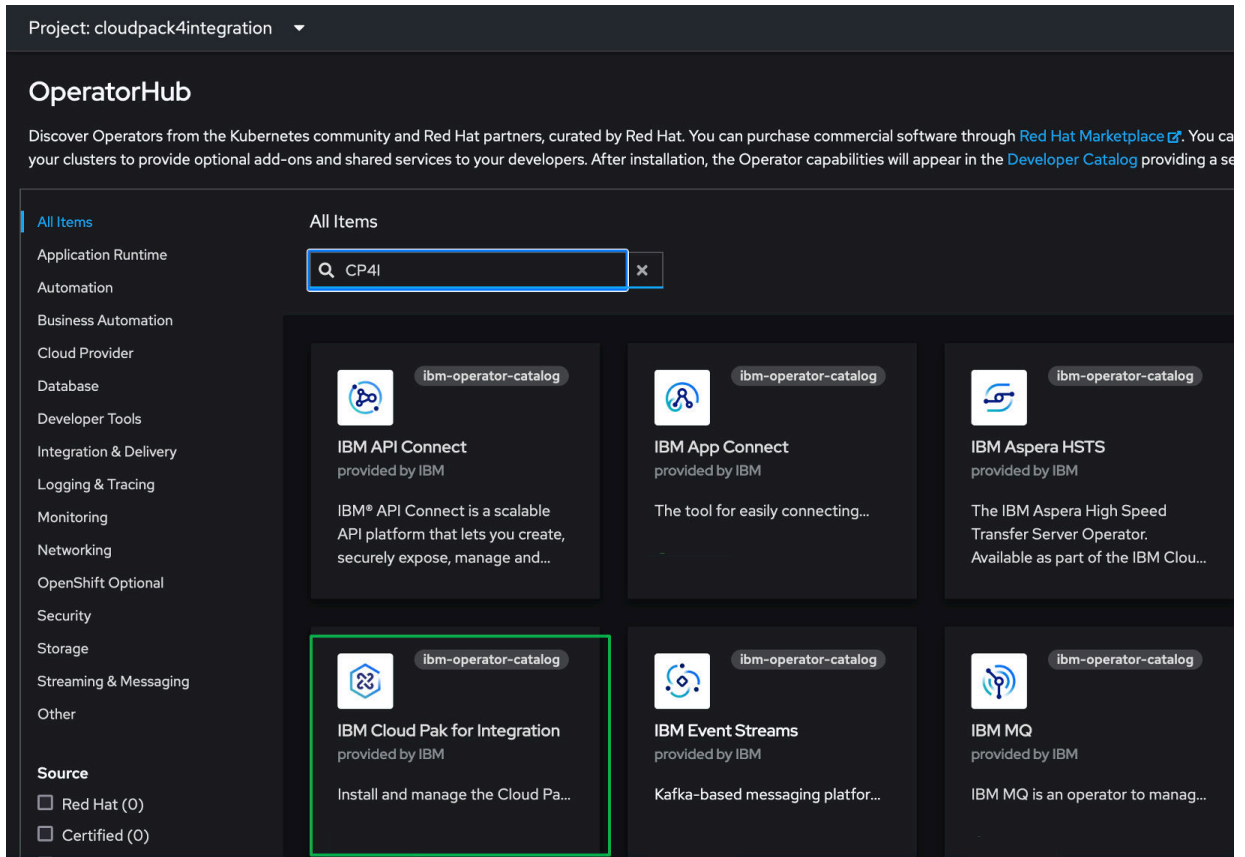 Project: cloudpack4integration
OperatorHub
Discover Operators from the Kubernetes community and Red Hat partners, curated by Red Hat. You can purchase commercial software through Red Hat Marketplace. You ca
your clusters to provide optional add-ons and shared services to your developers. After installation, the Operator capabilities will appear in the Developer Catalog providing a se
All Items
Application Runtime
Automation
Business Automation
Cloud Provider
Database
Developer Tools
Integration & Delivery
Logging & Tracing
Monitoring
Networking
OpenShift Optional
Security
Storage
Streaming & Messaging
Other
Source
Red Hat (0)
Certified (0)
All Items
CP4I
ibm-operator-catalog
IBM API Connect
provided by IBM
IBM® API Connect is a scalable
API platform that lets you create,
securely expose, manage and...
ibm-operator-catalog
IBM App Connect
provided by IBM
The tool for easily connecting...
ibm-operator-catalog
IBM Aspera HSTS
provided by IBM
The IBM Aspera High Speed
Transfer Server Operator.
Available as part of the IBM Clou...
ibm-operator-catalog
IBM Cloud Pak for Integration
provided by IBM
Install and manage the Cloud Pa...
ibm-operator-catalog
IBM Event Streams
provided by IBM
Kafka-based messaging platfor...
ibm-operator-catalog
IBM MQ
provided by IBM
IBM MQ is an operator to manag...